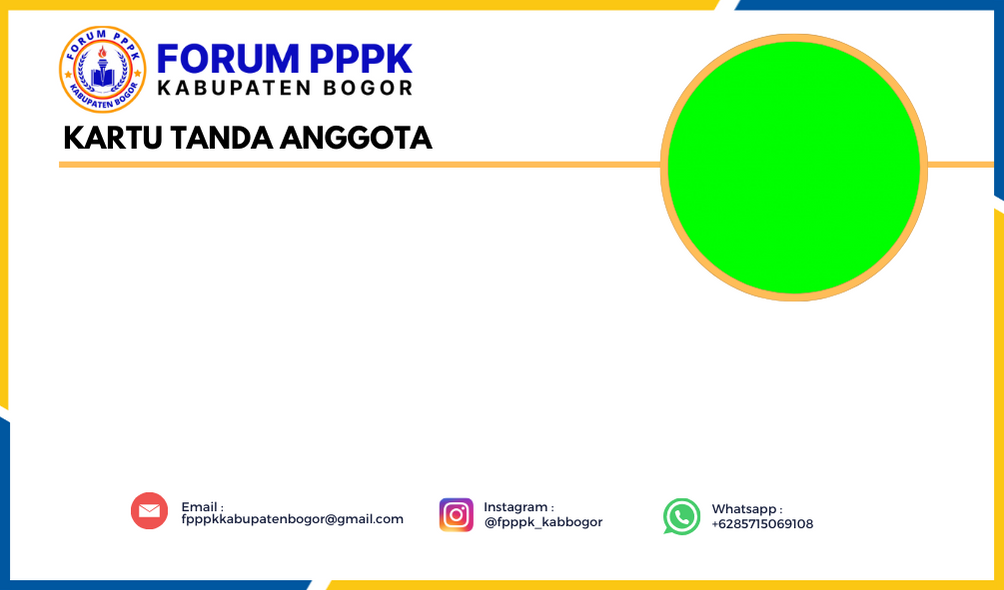 FORUM PPPK
KABUPATEN BOGOR
FORUM PPPK
KABUPATEN BOGOR
KARTU TANDA ANGGOTA
Email :
fpppkkabupatenbogor@gmail.com
Instagram :
@fpppk_kabbogor
Whatsapp :
+6285715069108